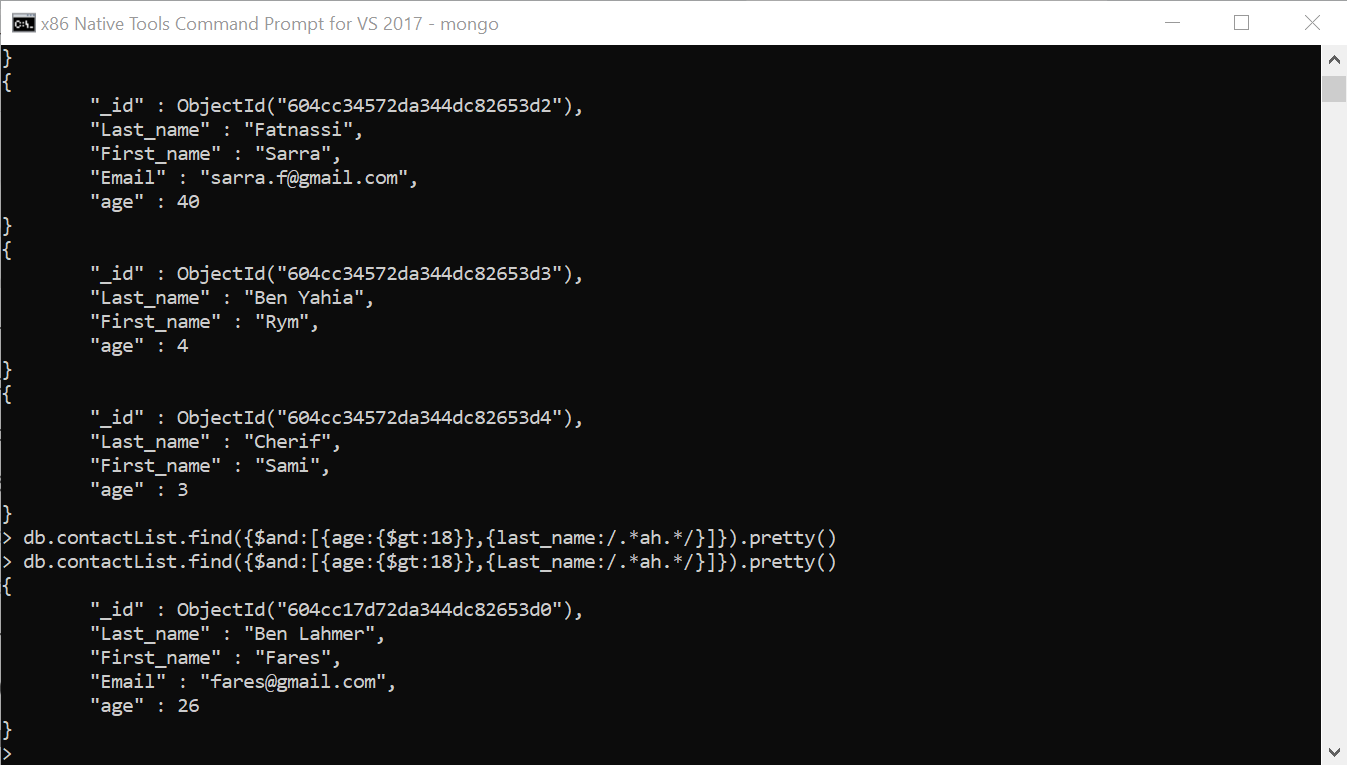 x86 Native Tools Command Prompt for VS 2017 - mongo
}
{
"_id" : ObjectId("604cc34572da344dc82653d2"),
"Last_name" : "Fatnassi",
"First_name" : "Sarra",
"Email" : "sarra.f@gmail.com",
"age" : 40
}
{
"_id" : ObjectId("604cc34572da344dc82653d3"),
"Last_name" : "Ben Yahia",
"First_name" : "Rym",
"age" : 4
}
{
"_id" : ObjectId("604cc34572da344dc82653d4"),
"Last_name" : "Cherif",
"First_name" : "Sami",
"age" : 3
}
> db.contactList.find({$and:[{age:{$gt:18}},{last_name:/.*ah.*/}]}).pretty()
> db.contactList.find({$and:[{age:{$gt:18}},{Last_name:/.*ah.*/}]}).pretty()
{
"_id" : ObjectId("604cc17d72da344dc82653d0"),
"Last_name" : "Ben Lahmer",
"First_name" : "Fares",
"Email" : "fares@gmail.com",
"age" : 26
}
>